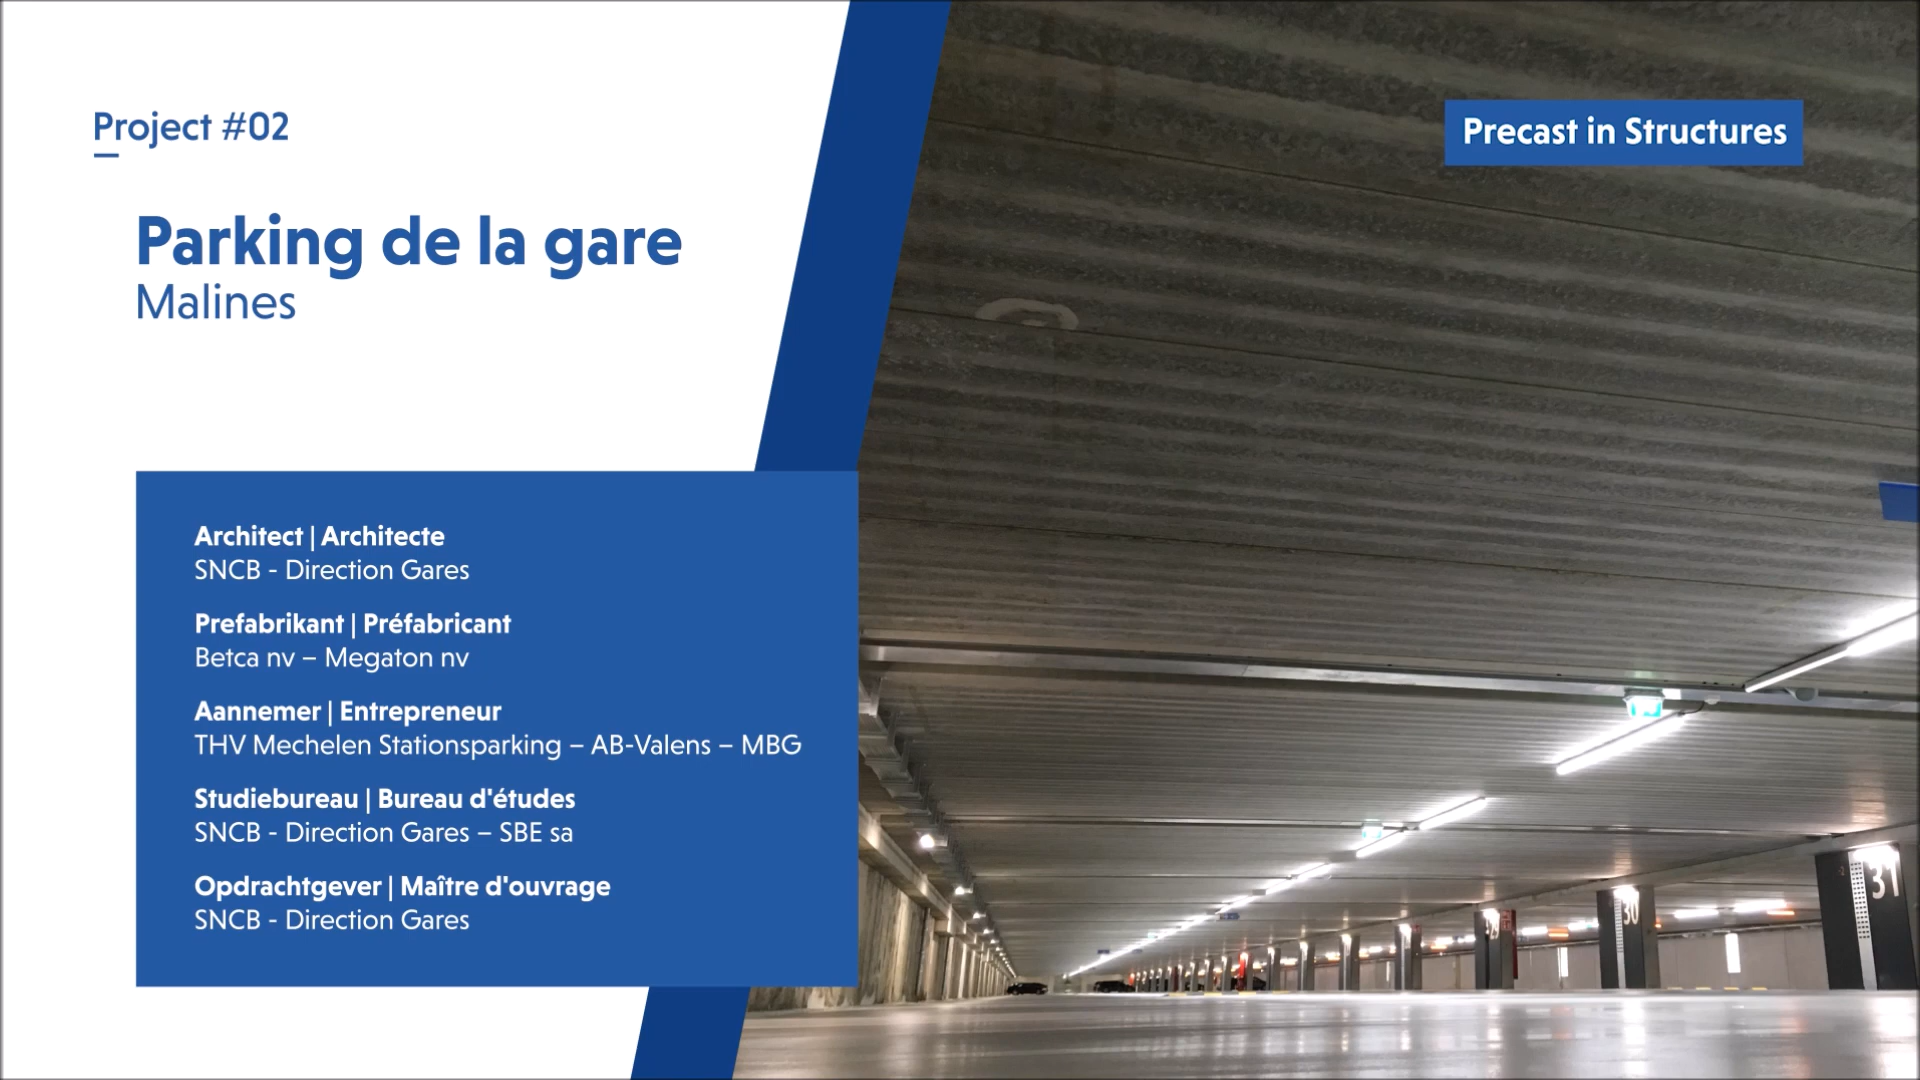 Project #02
Precast in Structures
Parking de la gare
Malines
Architect | Architecte
SNCB - Direction Gares
Prefabrikant | Préfabricant
Betca nv – Megaton nv
Aannemer | Entrepreneur
THV Mechelen Stationsparking – AB-Valens – MBG
Studiebureau | Bureau d'études
SNCB - Direction Gares – SBE sa
Opdrachtgever | Maître d'ouvrage
SNCB - Direction Gares
31
30
29